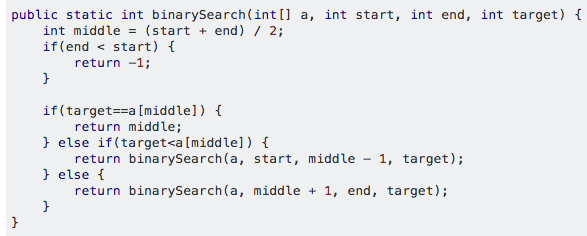 public static int binarySearch(int[] a, int start, int end, int target) {
    int middle = (start + end) / 2;
    if(end < start) {
        return -1;
    }

    if(target==a[middle]) {
        return middle;
    } else if(target<a[middle]) {
        return binarySearch(a, start, middle - 1, target);
    } else {
        return binarySearch(a, middle + 1, end, target);
    }
}